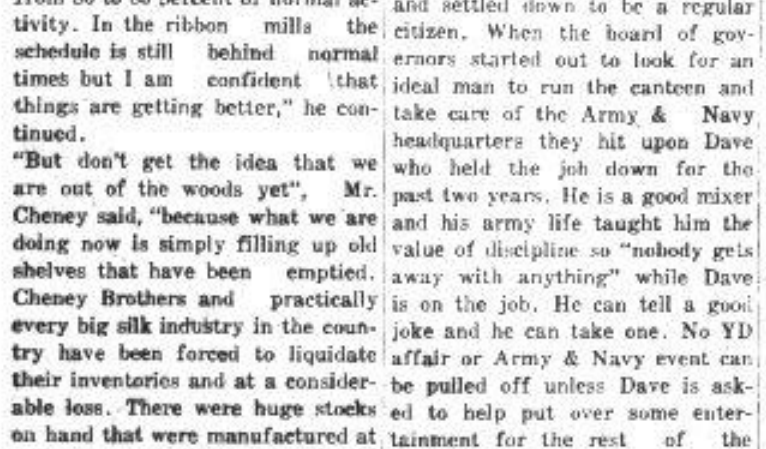 tivity. In the ribbon mills the
schedule is still behind normal
times but I am confident that
things are getting better," he con-
tinued.
"But don't get the idea that we
are out of the woods yet", Mr.
Cheney said, "because what we are
doing now is simply filling up old
shelves that have been emptied.
Cheney Brothers and practically
every big silk industry in the coun-
try have been forced to liquidate
their inventories and at a consider-
able loss. There were huge stocks
on hand that were manufactured at
and settled down to be a regular
citizen. When the board of gov-
ernors started out to look for an
ideal man to run the canteen and
take care of the Army & Navy
headquarters they hit upon Dave
who held the job down for the
past two years. He is a good mixer
and his army life taught him the
value of discipline so "nobody gets
away with anything" while Dave
is on the job. He can tell a good
joke and he can take one. No YD
affair or Army & Navy event can
be pulled off unless Dave is ask-
ed to help put over some enter-
tainment for the rest of the